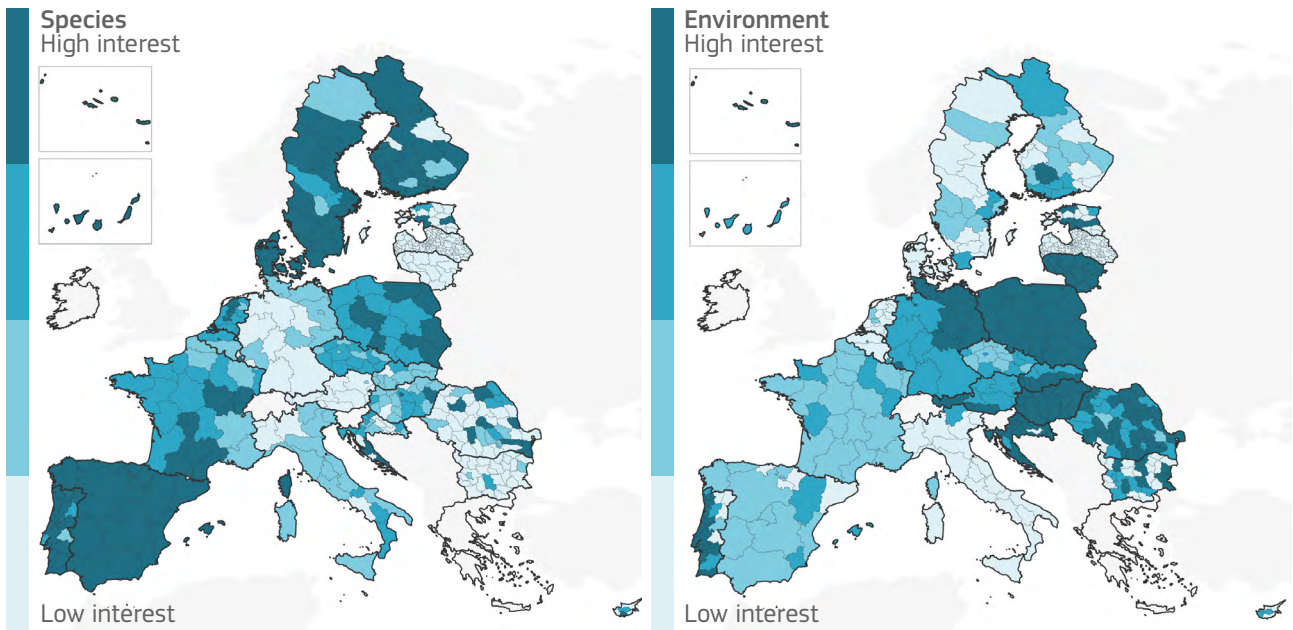 Species
High interest
Low interest
Environment
High interest
Low interest